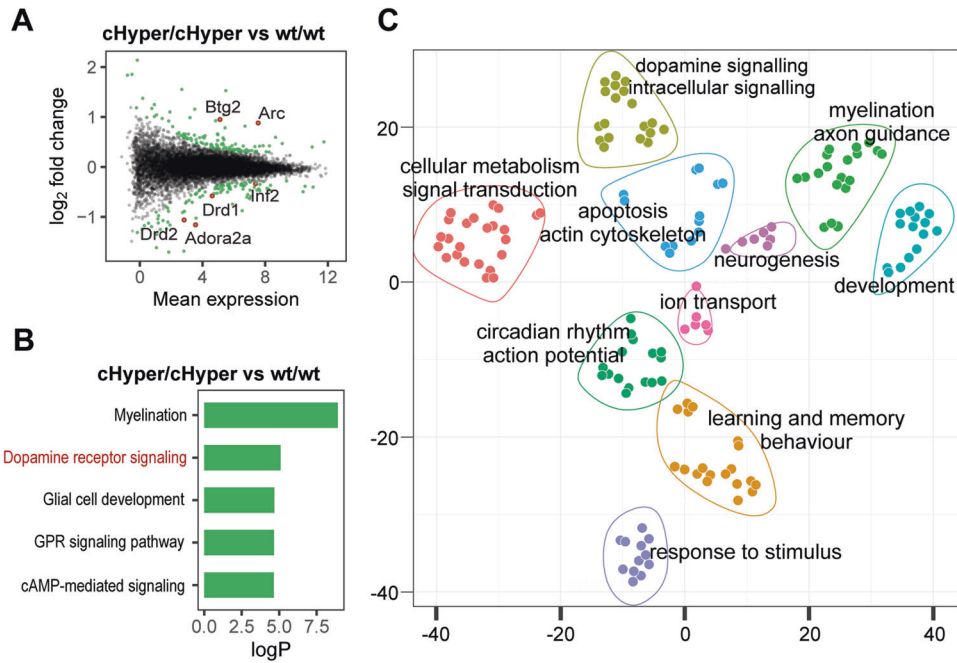 A
cHyper/cHyper vs wt/wt
log2 fold change
2
1
0
−1
Btg2
Arc
Inf2
Drd1
Drd2
Adora2a
0
4
8
12
Mean expression
B
cHyper/cHyper vs wt/wt
Myelination
Dopamine receptor signaling
Glial cell development
GPR signaling pathway
cAMP-mediated signaling
0.0
2.5
5.0
7.5
logP
C
20
0
-20
-40
dopamine signalling
intracellular signalling
myelination
axon guidance
cellular metabolism
signal transduction
apoptosis
actin cytoskeleton
neurogenesis
development
ion transport
circadian rhythm
action potential
learning and memory
behaviour
response to stimulus
-40
-20
0
20
40